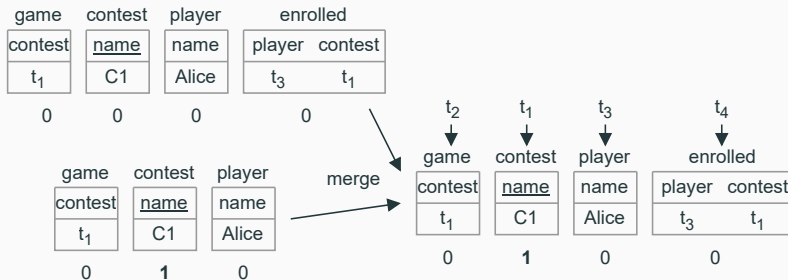 game contest player enrolled
contest name name player contest
t₁ C1 Alice t₃ t₁
0 0 0 0
t₂ t₁ t₃ t₄
game contest player enrolled
contest name name player contest
t₁ C1 Alice t₃ t₁
0 1 0 0
merge
game contest player
contest name name
t₁ C1 Alice
0 1 0